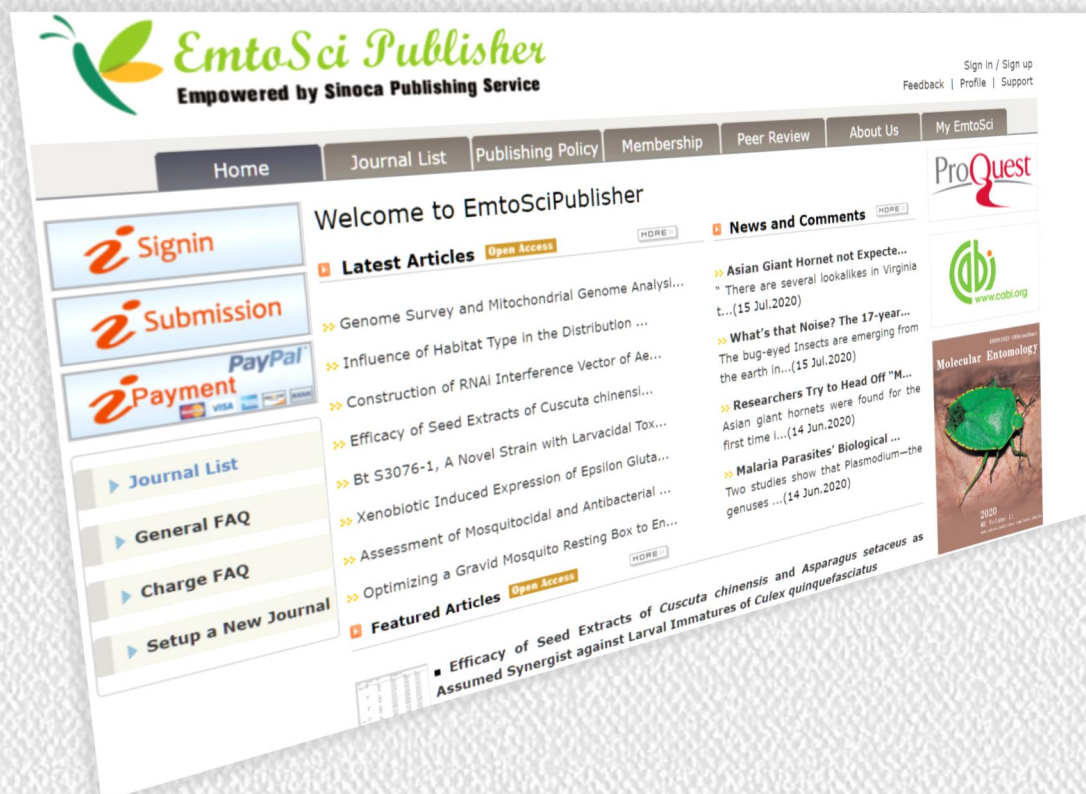 EmtoSci Publisher
Empowered by Sinoca Publishing Service
Sign in / Sign up
Feedback | Profile | Support
Home
Journal List
Publishing Policy
Membership
Peer Review
About Us
My EmtoSci
Signin
Submission
PayPal
Payment
VISA
Journal List
General FAQ
Charge FAQ
Setup a New Journal
Welcome to EmtoSciPublisher
Latest Articles Open Access MORE
Genome Survey and Mitochondrial Genome Analysi...
Influence of Habitat Type in the Distribution ...
Construction of RNAi Interference Vector of Ae...
Efficacy of Seed Extracts of Cuscuta chinensi...
Bt S3076-1, A Novel Strain with Larvacidal Tox...
Xenobiotic Induced Expression of Epsilon Gluta...
Assessment of Mosquitocidal and Antibacterial ...
Optimizing a Gravid Mosquito Resting Box to En...
Featured Articles Open Access MORE
▪ Efficacy of Seed Extracts of Cuscuta chinensis and Asparagus setaceus as
Assumed Synergist against Larval Immatures of Culex quinquefasciatus
News and Comments MORE
Asian Giant Hornet not Expecte...
" There are several lookalikes in Virginia
t...(15 Jul.2020)
What's that Noise? The 17-year...
The bug-eyed Insects are emerging from
the earth in...(15 Jul.2020)
Researchers Try to Head Off "M...
Asian giant hornets were found for the
first time i...(14 Jun.2020)
Malaria Parasites' Biological ...
Two studies show that Plasmodium—the
genuses ...(14 Jun.2020)
ProQuest
cabi
www.cabi.org
Molecular Entomology
2020
ME Volume 11